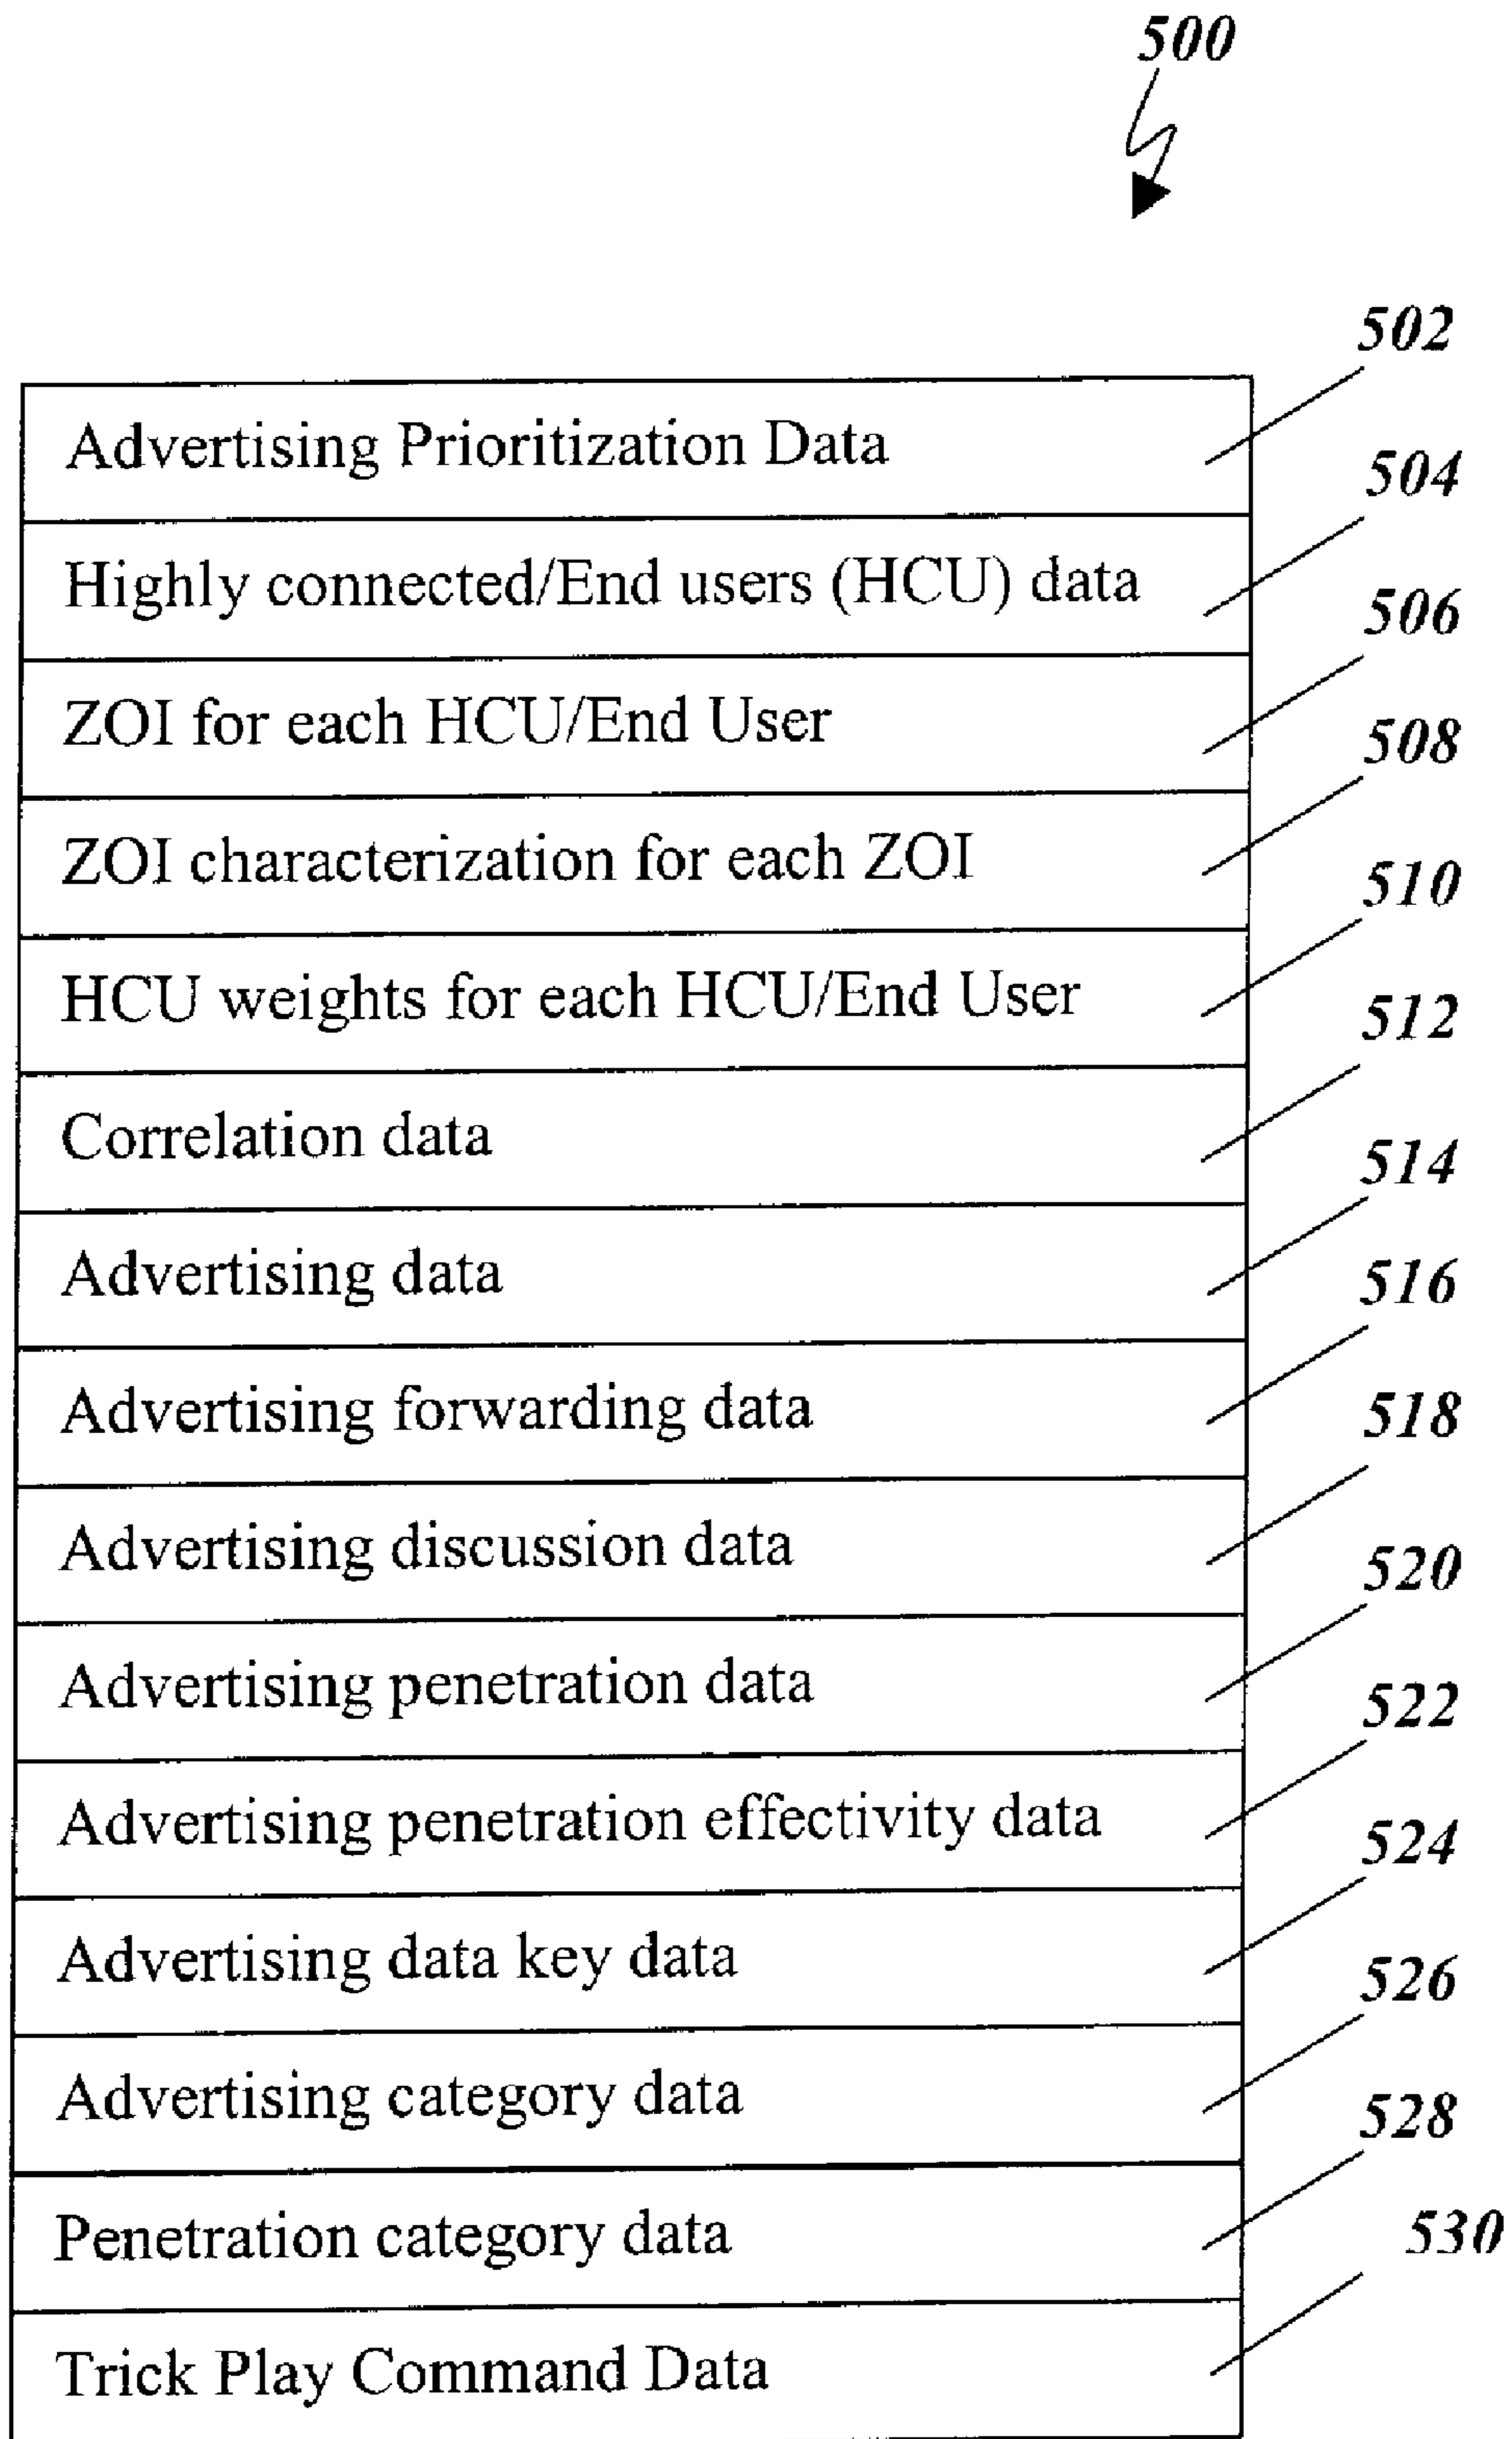 500
502
Advertising Prioritization Data
504
Highly connected/End users (HCU) data
506
ZOI for each HCU/End User
508
ZOI characterization for each ZOI
510
HCU weights for each HCU/End User
512
Correlation data
514
Advertising data
516
Advertising forwarding data
518
Advertising discussion data
520
Advertising penetration data
522
Advertising penetration effectivity data
524
Advertising data key data
526
Advertising category data
528
Penetration category data
530
Trick Play Command Data